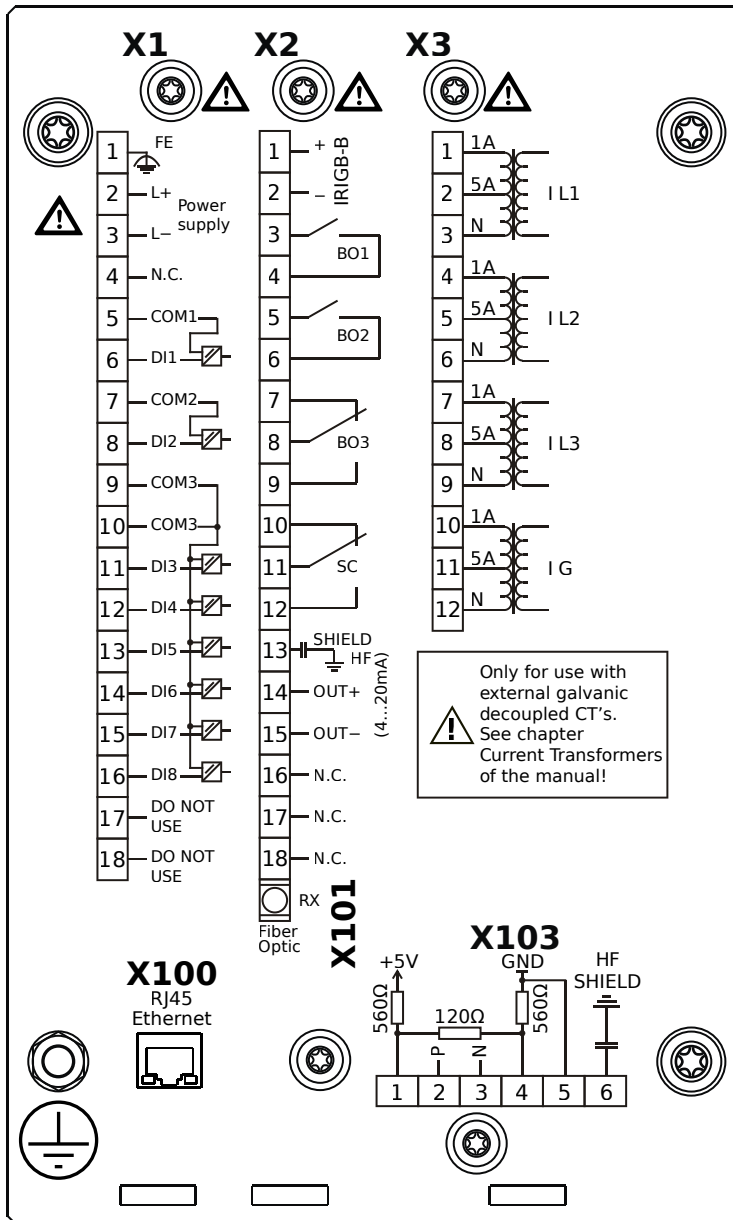 X1
X2
X3
1 FE
2 L+
Power
supply
3 L−
4 N.C.
5 COM1
6 DI1
7 COM2
8 DI2
9 COM3
10 COM3
11 DI3
12 DI4
13 DI5
14 DI6
15 DI7
16 DI8
17 DO NOT
USE
18 DO NOT
USE
1 +
2 −
IRIGB-B
3
BO1
4
5
BO2
6
7
8 BO3
9
10
11 SC
12
13 SHIELD
HF
14 OUT+
15 OUT−
(4...20mA)
16 N.C.
17 N.C.
18 N.C.
RX
Fiber
Optic
X101
1 1A
2 5A I L1
3 N
4 1A
5 5A I L2
6 N
7 1A
8 5A I L3
9 N
10 1A
11 5A I G
12 N
! Only for use with
external galvanic
decoupled CT's.
See chapter
Current Transformers
of the manual!
X100
RJ45
Ethernet
X103
+5V GND HF
SHIELD
560Ω 120Ω 560Ω
P N
1 2 3 4 5 6